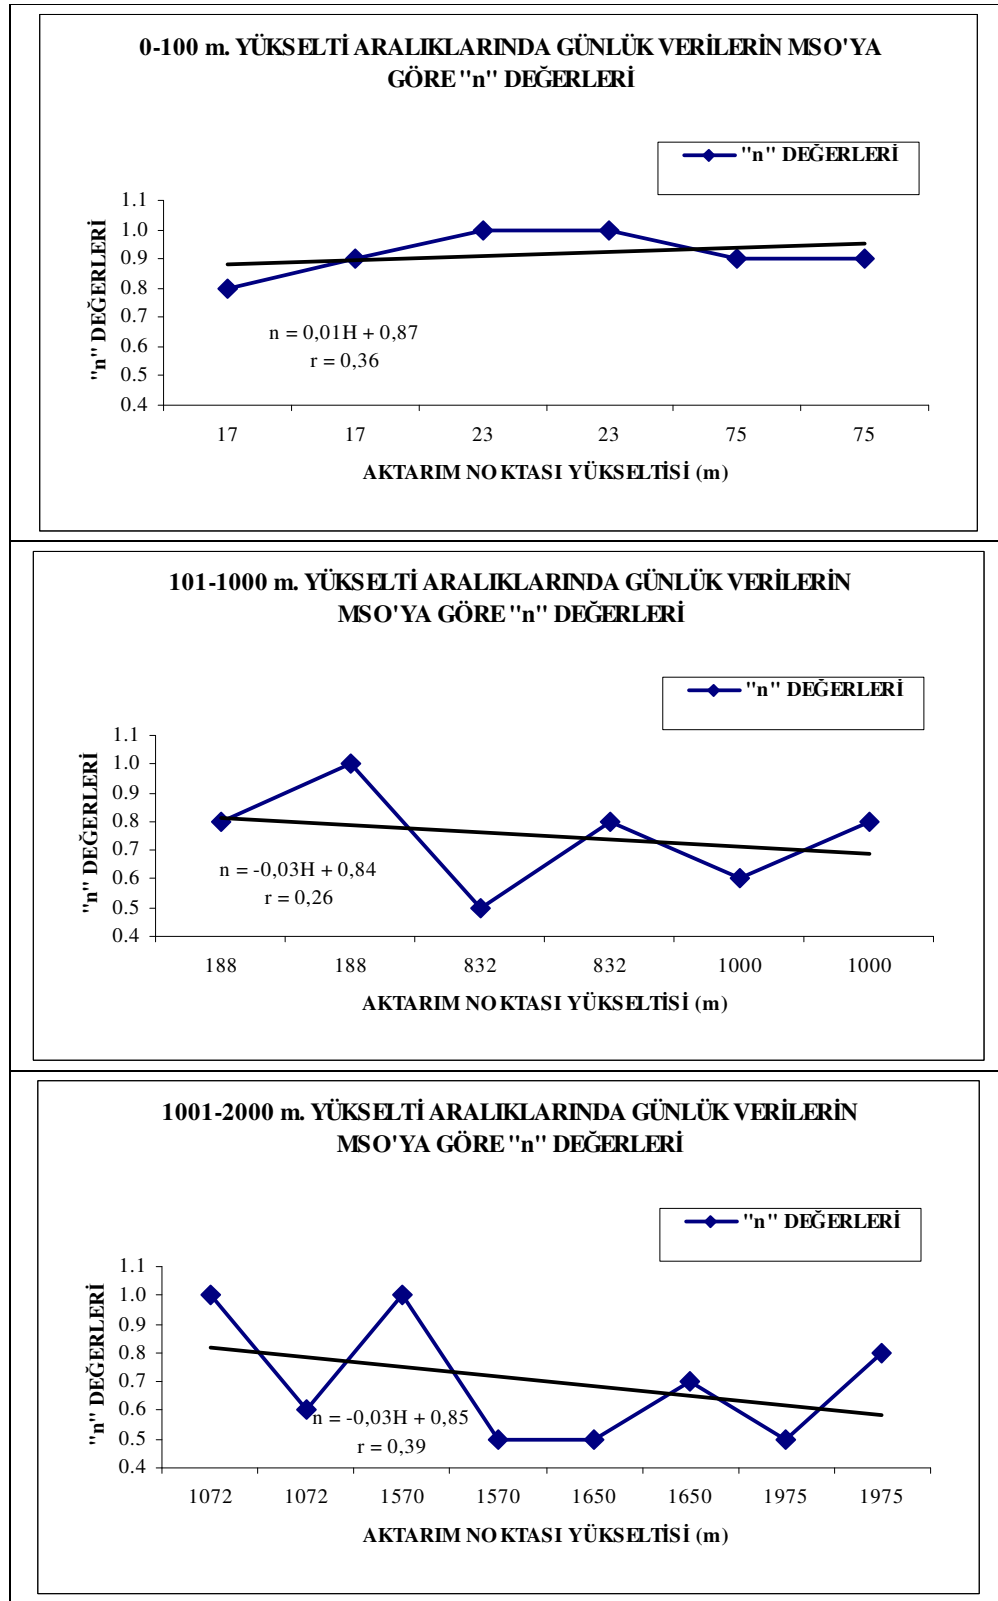 0-100 m. YÜKSELTİ ARALIKLARINDA GÜNLÜK VERİLERİN MSO'YA
GÖRE "n" DEĞERLERİ
"n" DEĞERLERİ
"n" DEĞERLERİ
1.1
1.0
0.9
0.8
0.7
0.6
0.5
0.4
n = 0,01H + 0,87
r = 0,36
17 17 23 23 75 75
AKTARIM NOKTASI YÜKSELTİSİ (m)
101-1000 m. YÜKSELTİ ARALIKLARINDA GÜNLÜK VERİLERİN
MSO'YA GÖRE "n" DEĞERLERİ
"n" DEĞERLERİ
"n" DEĞERLERİ
1.1
1.0
0.9
0.8
0.7
0.6
0.5
0.4
n = -0,03H + 0,84
r = 0,26
188 188 832 832 1000 1000
AKTARIM NOKTASI YÜKSELTİSİ (m)
1001-2000 m. YÜKSELTİ ARALIKLARINDA GÜNLÜK VERİLERİN
MSO'YA GÖRE "n" DEĞERLERİ
"n" DEĞERLERİ
"n" DEĞERLERİ
1.1
1.0
0.9
0.8
0.7
0.6
0.5
0.4
n = -0,03H + 0,85
r = 0,39
1072 1072 1570 1570 1650 1650 1975 1975
AKTARIM NOKTASI YÜKSELTİSİ (m)